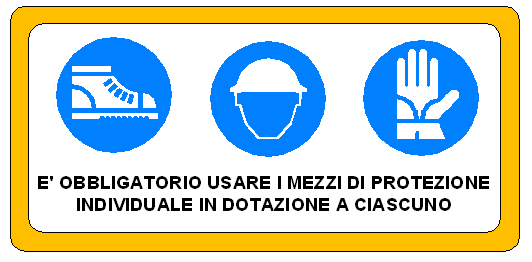 E' OBBLIGATORIO USARE I MEZZI DI PROTEZIONE
INDIVIDUALE IN DOTAZIONE A CIASCUNO